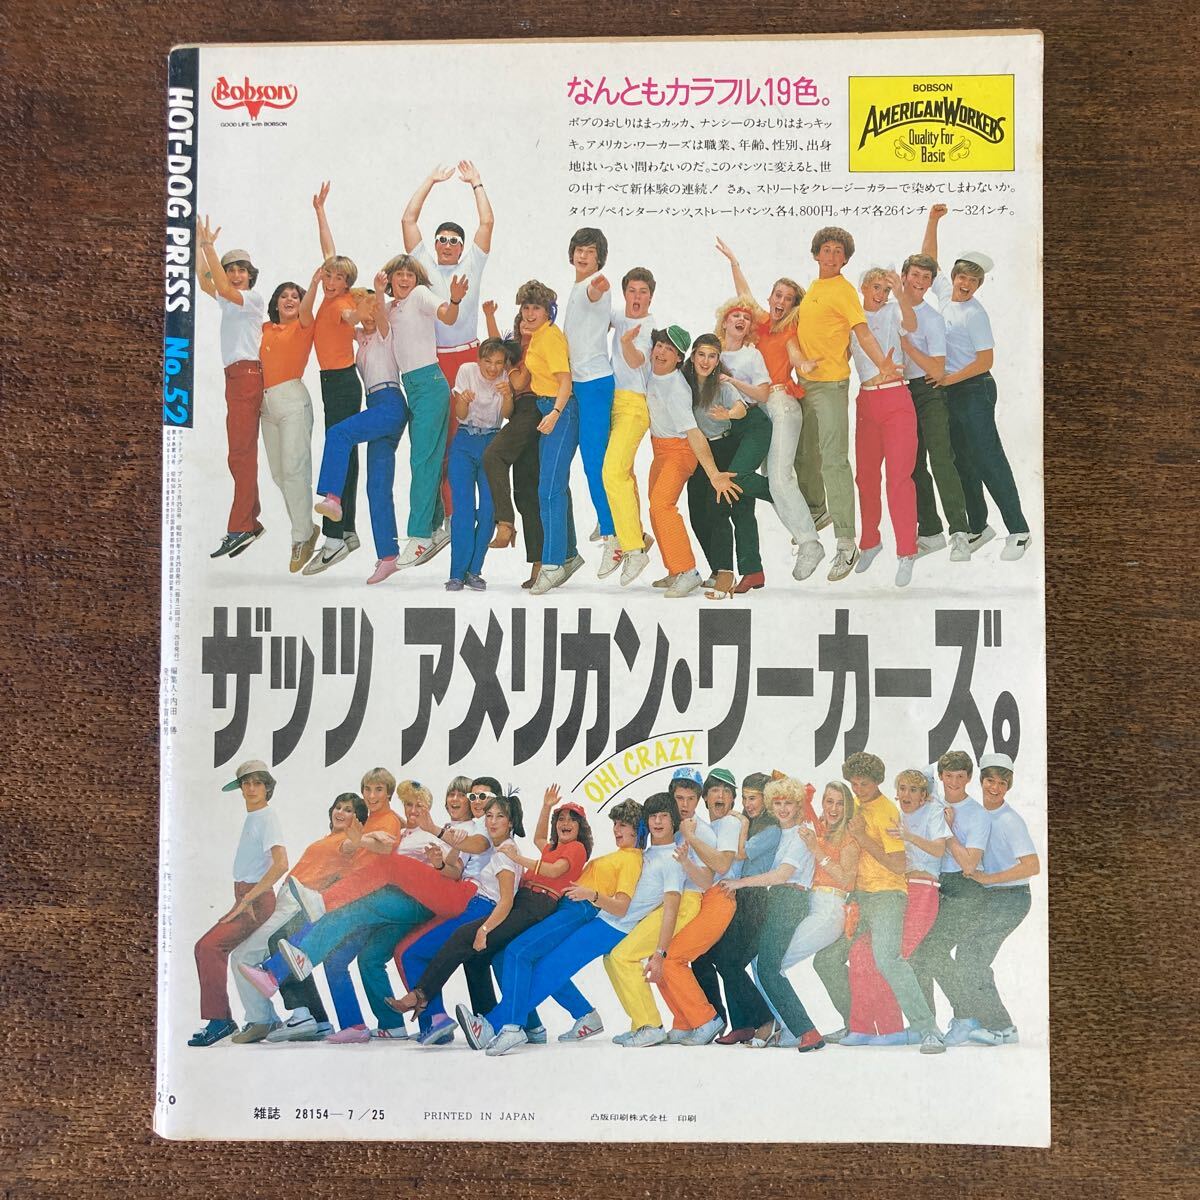 Bobson
GOOD LIFE with BOBSON
なんともカラフル、19色。
ボブのおしりはまっカッカ、ナンシーのおしりはまっキッ
キ。アメリカン・ワーカーズは職業、年齢、性別、出身
地はいっさい問わないのだ。このパンツに変えると、世
の中すべて新体験の連続！ さぁ、ストリートをクレージーカラーで染めてしまわないか。
タイプ/ペインターパンツ、ストレートパンツ、各4,800円。サイズ各26インチ 〜32インチ。
BOBSON
AMERICAN WORKERS
Quality For
Basic
HOT-DOG PRESS No.52
ザッツ アメリカン・ワーカーズ。
OH! CRAZY
雑誌 28154-7/25 PRINTED IN JAPAN 凸版印刷株式会社 印刷